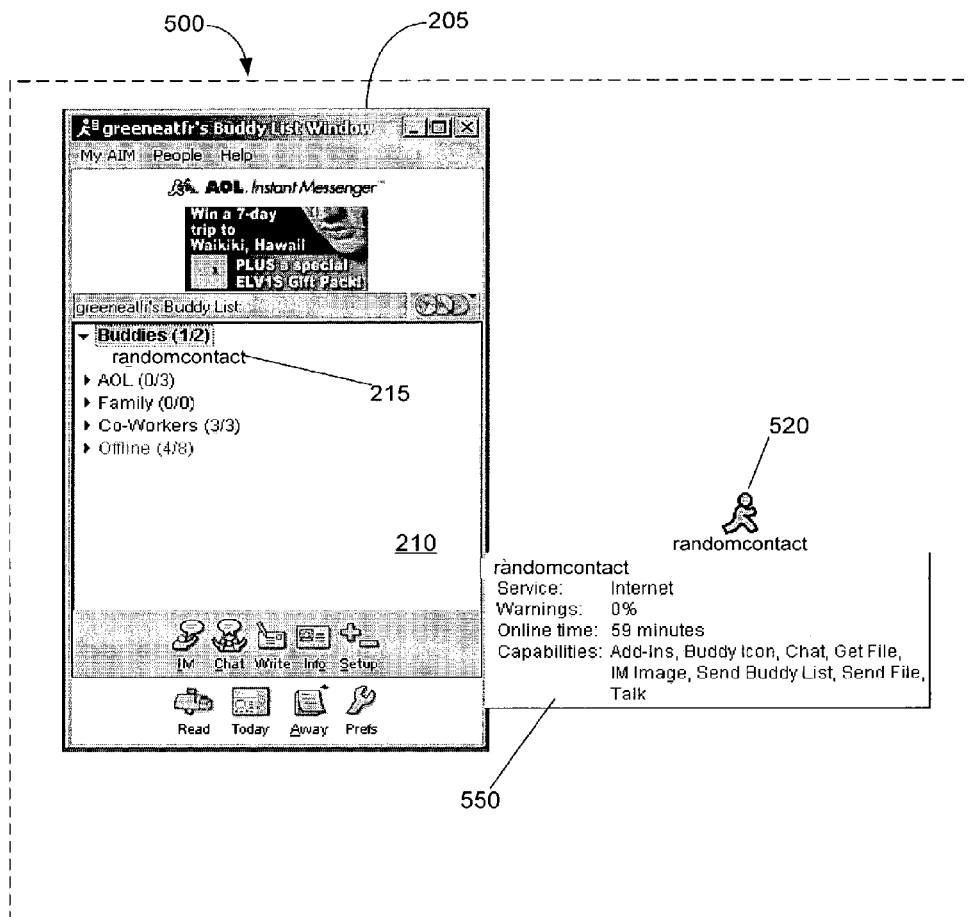 500
205
greeneatfr's Buddy List Window
My AIM People Help
AOL Instant Messenger™
Win a 7-day
trip to
Waikiki, Hawaii
PLUS a special
ELVIS Gift Pack!
greeneatfr's Buddy List
Buddies (1/2)
randomcontact
215
AOL (0/3)
Family (0/0)
Co-Workers (3/3)
Offline (4/8)
210
520
randomcontact
randomcontact
Service: Internet
Warnings: 0%
Online time: 59 minutes
Capabilities: Add-Ins, Buddy Icon, Chat, Get File,
IM Image, Send Buddy List, Send File,
Talk
IM Chat Write Info Setup
Read Today Away Prefs
550